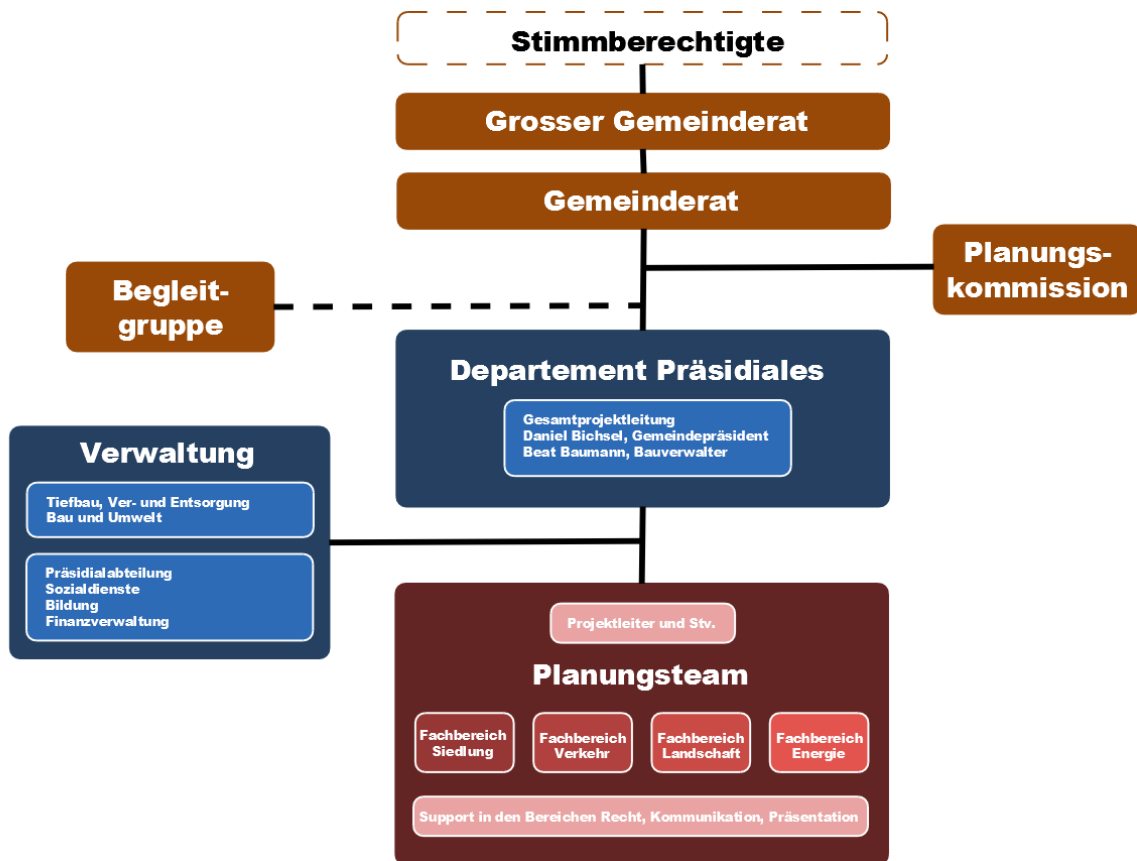 Stimmberechtigte
Grosser Gemeinderat
Gemeinderat
Planungs-
kommission
Begleit-
gruppe
Departement Präsidiales
Gesamtprojektleitung
Daniel Bichsel, Gemeindepräsident
Beat Baumann, Bauverwalter
Verwaltung
Tiefbau, Ver- und Entsorgung
Bau und Umwelt
Präsidialabteilung
Sozialdienste
Bildung
Finanzverwaltung
Projektleiter und Stv.
Planungsteam
Fachbereich
Siedlung
Fachbereich
Verkehr
Fachbereich
Landschaft
Fachbereich
Energie
Support in den Bereichen Recht, Kommunikation, Präsentation